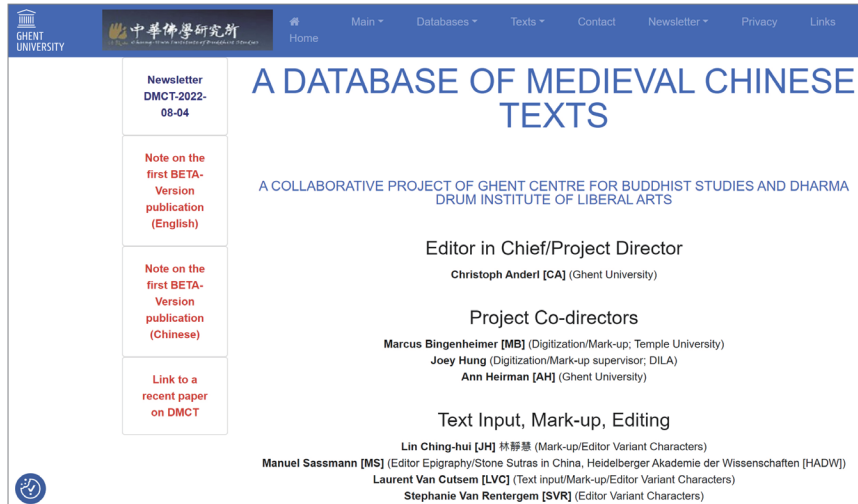 GHENT
UNIVERSITY
中華佛學研究所
Chung-Hwa Institute of Buddhist Studies
Home
Main
Databases
Texts
Contact
Newsletter
Privacy
Links
Newsletter
DMCT-2022-
08-04
Note on the
first BETA-
Version
publication
(English)
Note on the
first BETA-
Version
publication
(Chinese)
Link to a
recent paper
on DMCT
A DATABASE OF MEDIEVAL CHINESE
TEXTS
A COLLABORATIVE PROJECT OF GHENT CENTRE FOR BUDDHIST STUDIES AND DHARMA
DRUM INSTITUTE OF LIBERAL ARTS
Editor in Chief/Project Director
Christoph Anderl [CA] (Ghent University)
Project Co-directors
Marcus Bingenheimer [MB] (Digitization/Mark-up; Temple University)
Joey Hung (Digitization/Mark-up supervisor; DILA)
Ann Heirman [AH] (Ghent University)
Text Input, Mark-up, Editing
Lin Ching-hui [JH] 林靜慧 (Mark-up/Editor Variant Characters)
Manuel Sassmann [MS] (Editor Epigraphy/Stone Sutras in China, Heidelberger Akademie der Wissenschaften [HADW])
Laurent Van Cutsem [LVC] (Text input/Mark-up/Editor Variant Characters)
Stephanie Van Rentergem [SVR] (Editor Variant Characters)